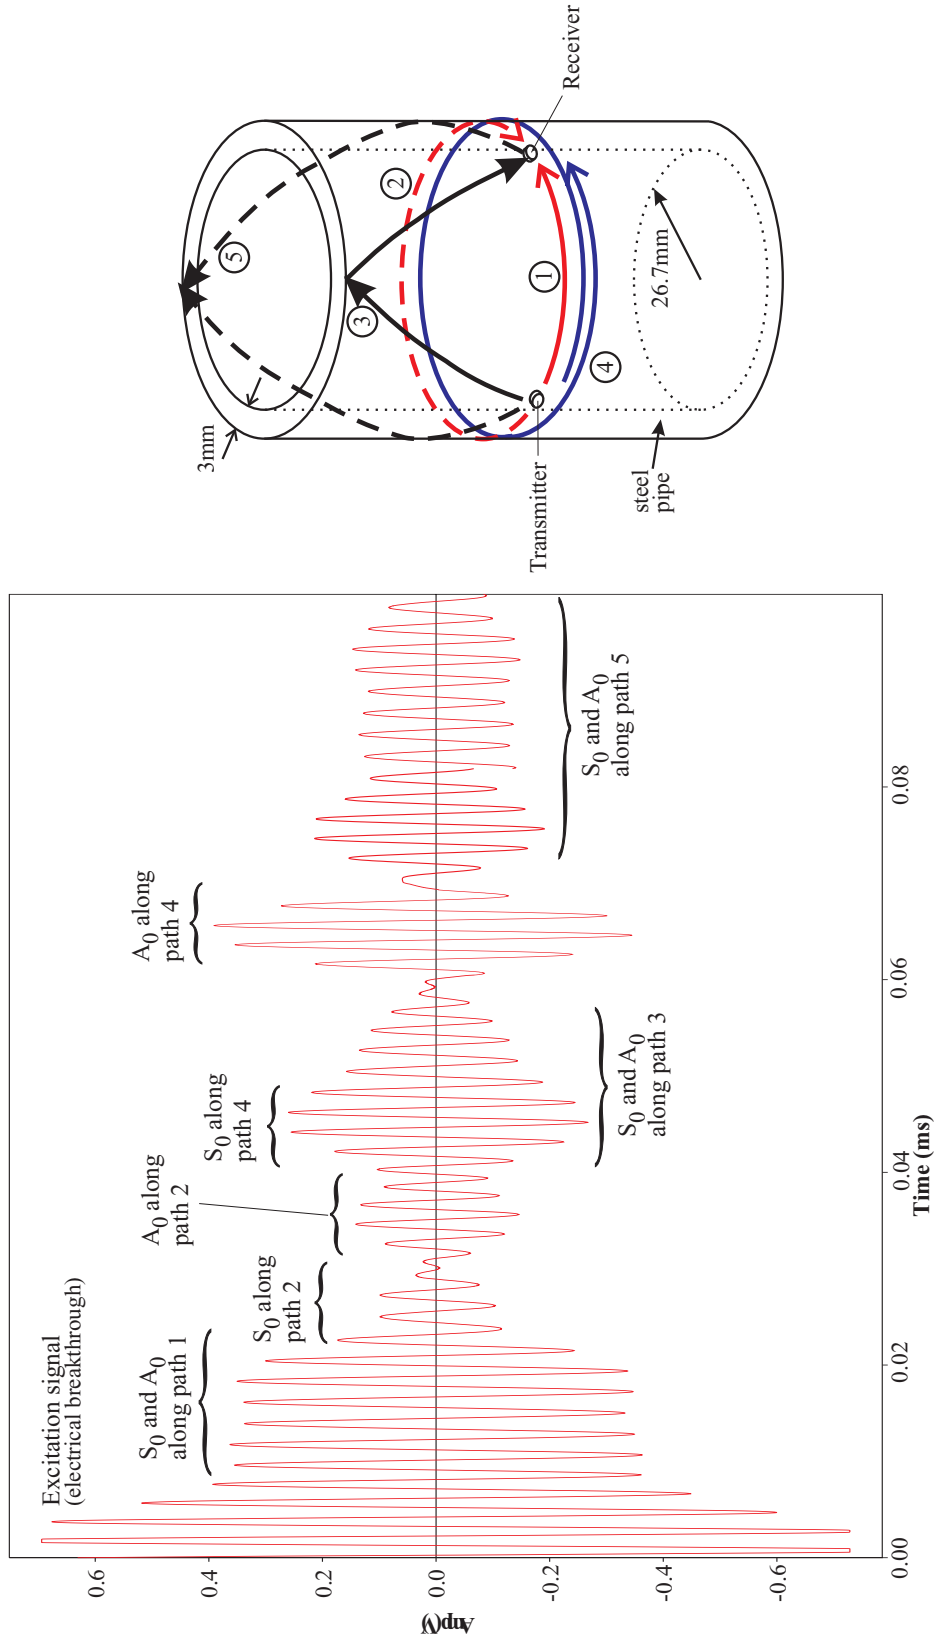 Excitation signal
(electrical breakthrough)
S0 and A0
along path 1
S0 along
path 2
A0 along
path 2
S0 along
path 4
A0 along
path 4
S0 and A0
along path 3
S0 and A0
along path 5
0.6
0.4
0.2
0.0
-0.2
-0.4
-0.6
0.00
0.02
0.04
0.06
0.08
Time (ms)
3mm
5
2
3
1
4
26.7mm
Receiver
Transmitter
steel
pipe